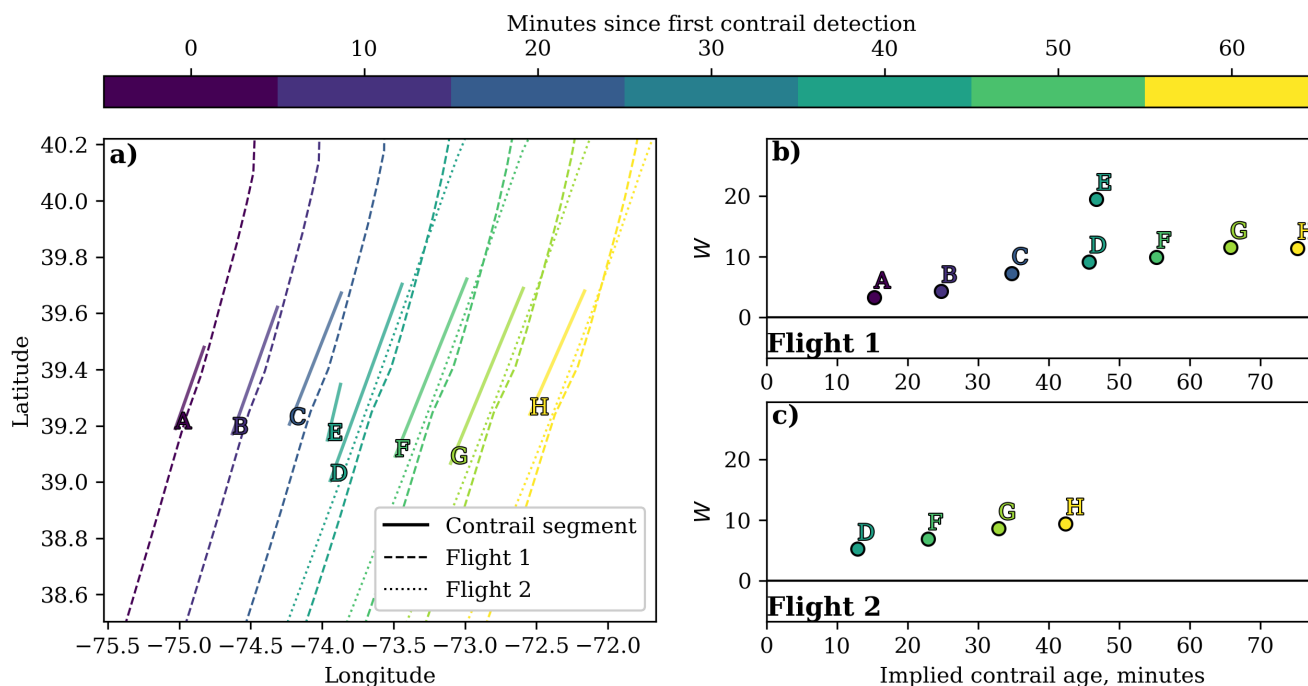 Minutes since first contrail detection
0 10 20 30 40 50 60
a)
40.2
40.0
39.8
39.6
39.4
39.2
39.0
38.8
38.6
Latitude
A B C E D F G H
Contrail segment
Flight 1
Flight 2
−75.5 −75.0 −74.5 −74.0 −73.5 −73.0 −72.5 −72.0
Longitude
b)
20
10
0
W
A B C D E F G H
Flight 1
0 10 20 30 40 50 60 70
c)
20
10
0
W
D F G H
Flight 2
0 10 20 30 40 50 60 70
Implied contrail age, minutes